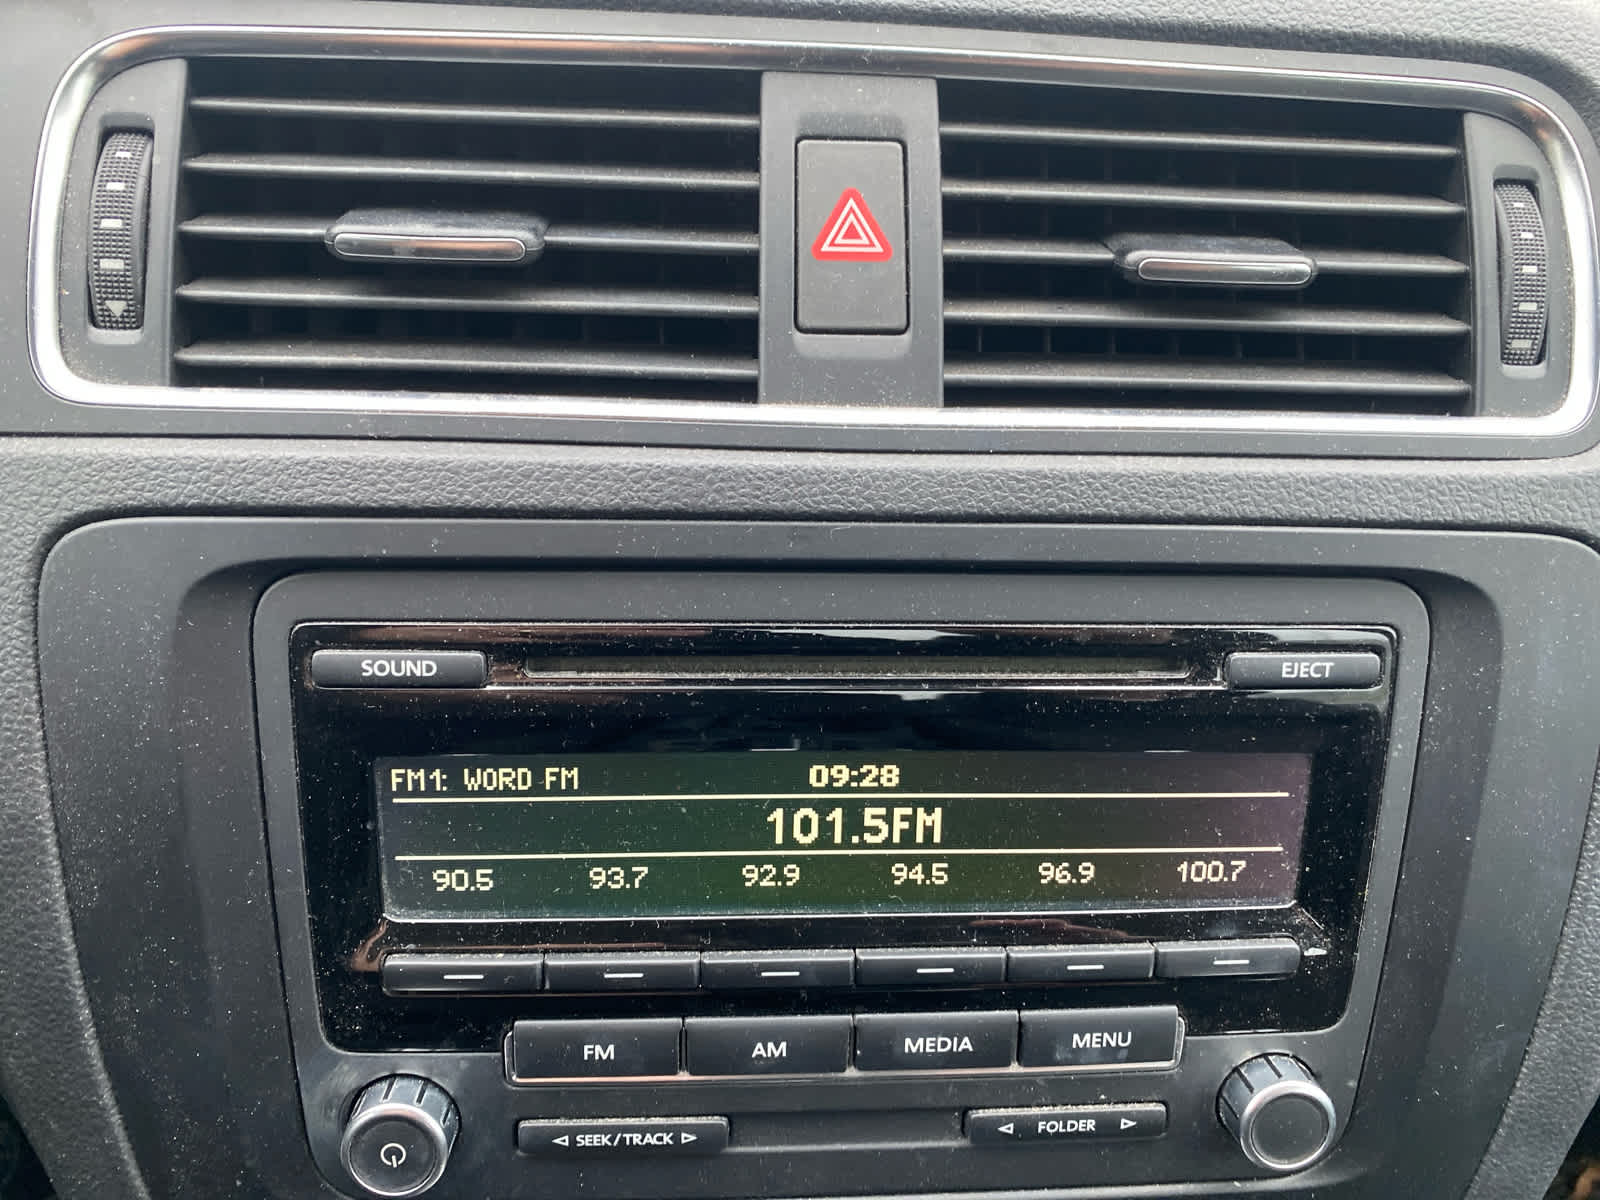 SOUND EJECT
FM1: WORD FM 09:28
101.5FM
90.5 93.7 92.9 94.5 96.9 100.7
FM AM MEDIA MENU
SEEK/TRACK FOLDER